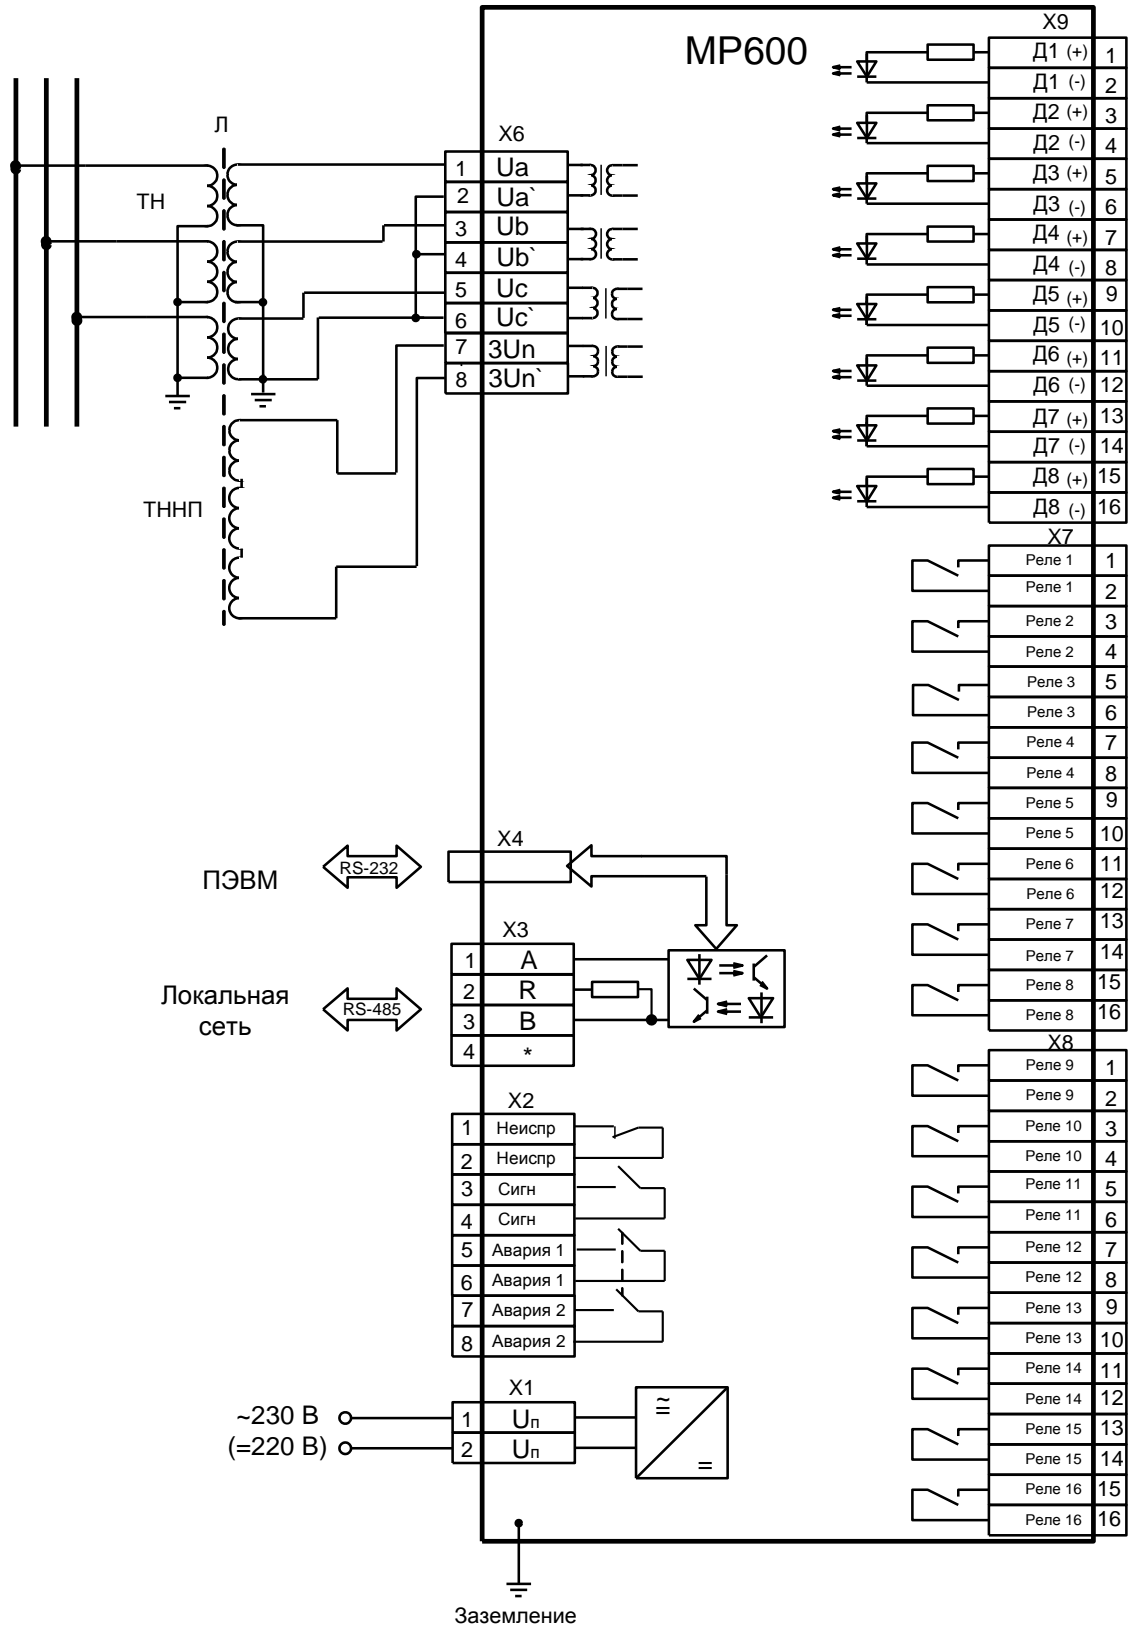 МР600
Л
ТН
ТННП
X6
1 Ua
2 Ua`
3 Ub
4 Ub`
5 Uc
6 Uc`
7 3Un
8 3Un`
X9
Д1 (+) 1
Д1 (-) 2
Д2 (+) 3
Д2 (-) 4
Д3 (+) 5
Д3 (-) 6
Д4 (+) 7
Д4 (-) 8
Д5 (+) 9
Д5 (-) 10
Д6 (+) 11
Д6 (-) 12
Д7 (+) 13
Д7 (-) 14
Д8 (+) 15
Д8 (-) 16
X7
Реле 1 1
Реле 1 2
Реле 2 3
Реле 2 4
Реле 3 5
Реле 3 6
Реле 4 7
Реле 4 8
Реле 5 9
Реле 5 10
Реле 6 11
Реле 6 12
Реле 7 13
Реле 7 14
Реле 8 15
Реле 8 16
X8
Реле 9 1
Реле 9 2
Реле 10 3
Реле 10 4
Реле 11 5
Реле 11 6
Реле 12 7
Реле 12 8
Реле 13 9
Реле 13 10
Реле 14 11
Реле 14 12
Реле 15 13
Реле 15 14
Реле 16 15
Реле 16 16
ПЭВМ
RS-232
X4
Локальная
сеть
RS-485
X3
1 A
2 R
3 B
4 *
X2
1 Неиспр
2 Неиспр
3 Сигн
4 Сигн
5 Авария 1
6 Авария 1
7 Авария 2
8 Авария 2
X1
~230 В
(=220 В)
1 Uп
2 Uп
Заземление